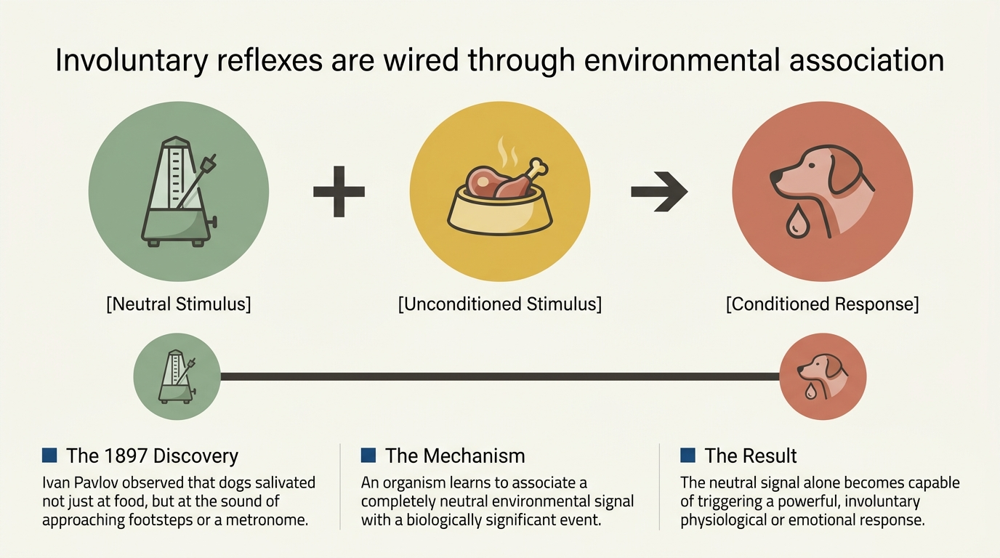 Involuntary reflexes are wired through environmental association
[Neutral Stimulus]
[Unconditioned Stimulus]
[Conditioned Response]
The 1897 Discovery
Ivan Pavlov observed that dogs salivated
not just at food, but at the sound of
approaching footsteps or a metronome.
The Mechanism
An organism learns to associate a
completely neutral environmental signal
with a biologically significant event.
The Result
The neutral signal alone becomes capable
of triggering a powerful, involuntary
physiological or emotional response.